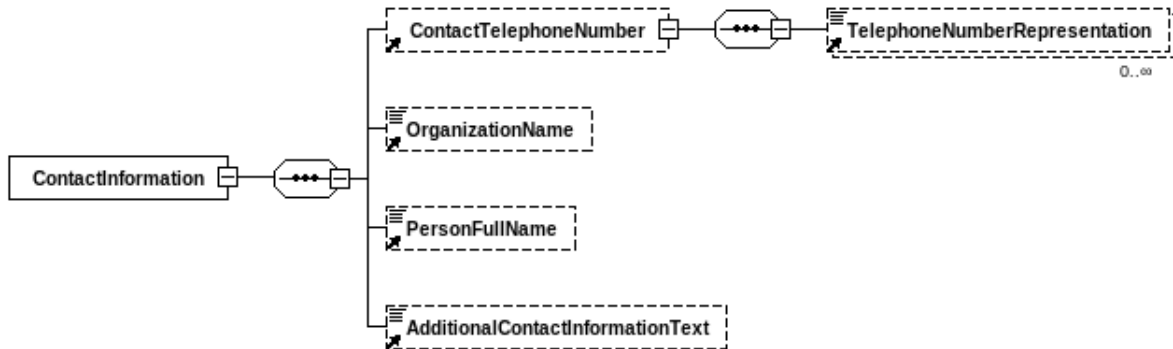 ContactTelephoneNumber
TelephoneNumberRepresentation
0..∞
OrganizationName
ContactInformation
PersonFullName
AdditionalContactInformationText